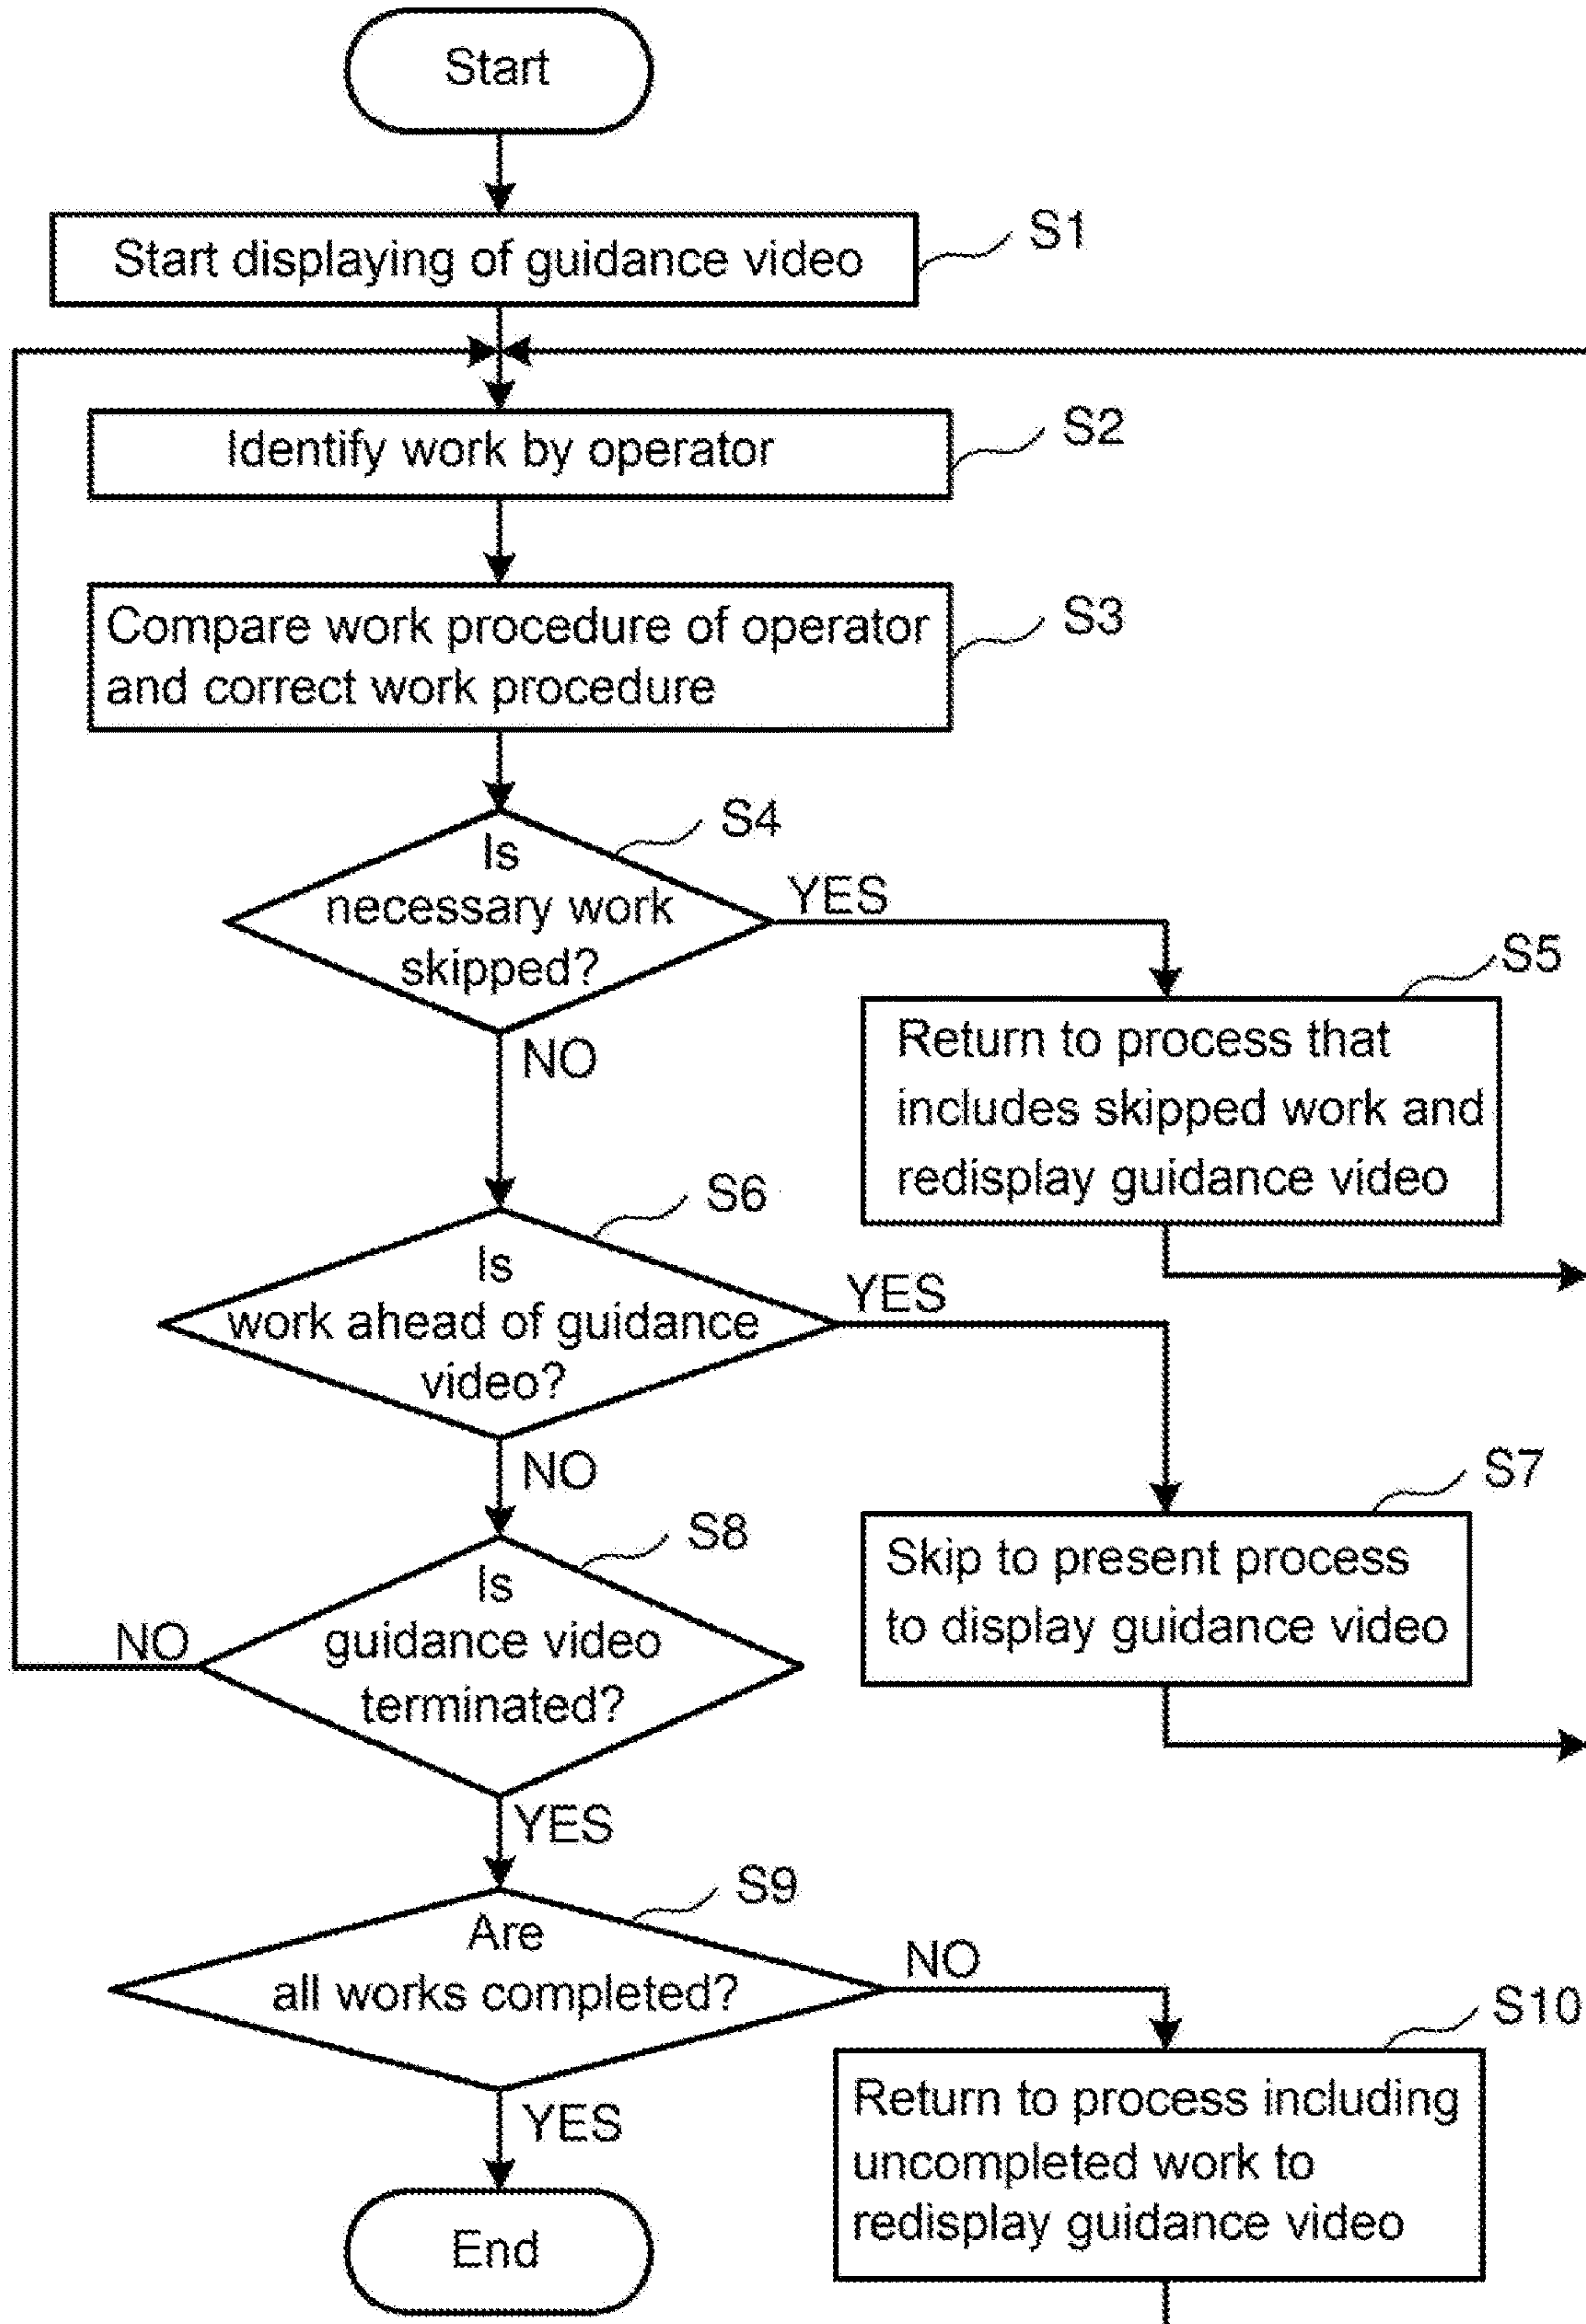 Start
Start displaying of guidance video
S1
Identify work by operator
S2
Compare work procedure of operator
and correct work procedure
S3
Is
necessary work
skipped?
S4
YES
NO
Return to process that
includes skipped work and
redisplay guidance video
S5
Is
work ahead of guidance
video?
S6
YES
NO
Skip to present process
to display guidance video
S7
Is
guidance video
terminated?
S8
NO
YES
Are
all works completed?
S9
NO
YES
Return to process including
uncompleted work to
redisplay guidance video
S10
End